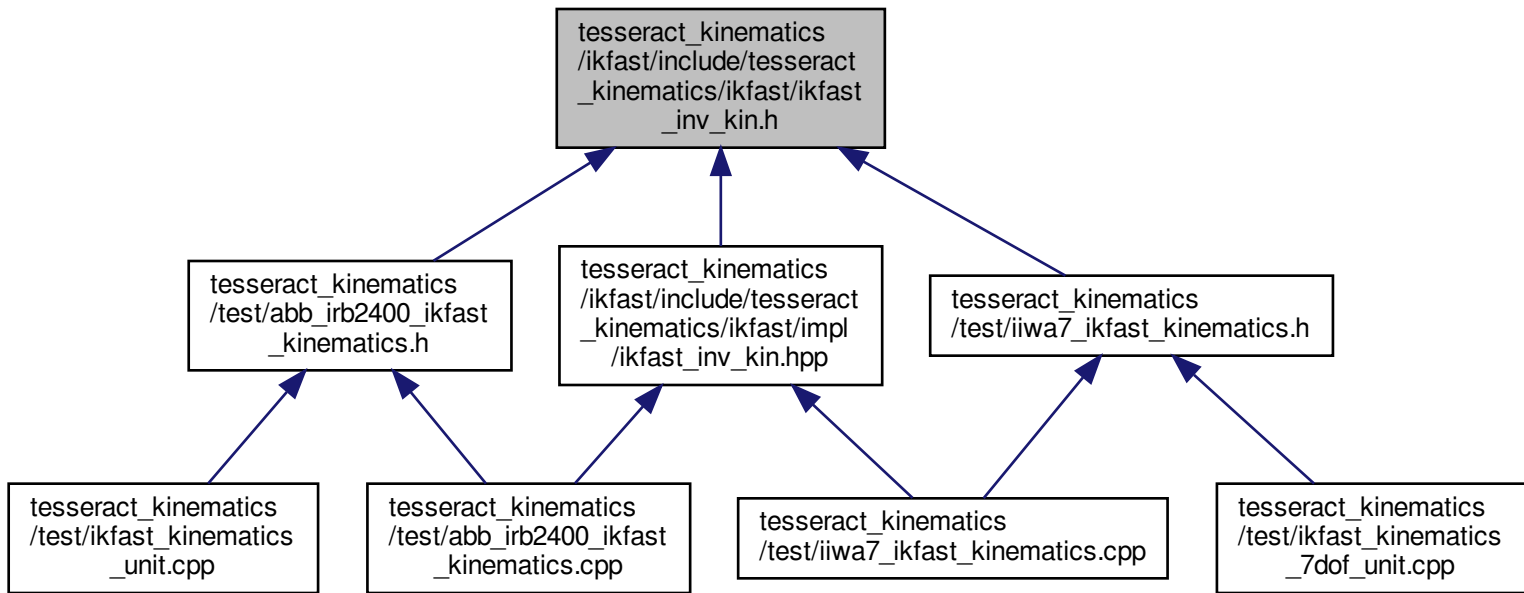 tesseract_kinematics
/ikfast/include/tesseract
_kinematics/ikfast/ikfast
_inv_kin.h
tesseract_kinematics
/test/abb_irb2400_ikfast
_kinematics.h
tesseract_kinematics
/ikfast/include/tesseract
_kinematics/ikfast/impl
/ikfast_inv_kin.hpp
tesseract_kinematics
/test/iiwa7_ikfast_kinematics.h
tesseract_kinematics
/test/ikfast_kinematics
_unit.cpp
tesseract_kinematics
/test/abb_irb2400_ikfast
_kinematics.cpp
tesseract_kinematics
/test/iiwa7_ikfast_kinematics.cpp
tesseract_kinematics
/test/ikfast_kinematics
_7dof_unit.cpp